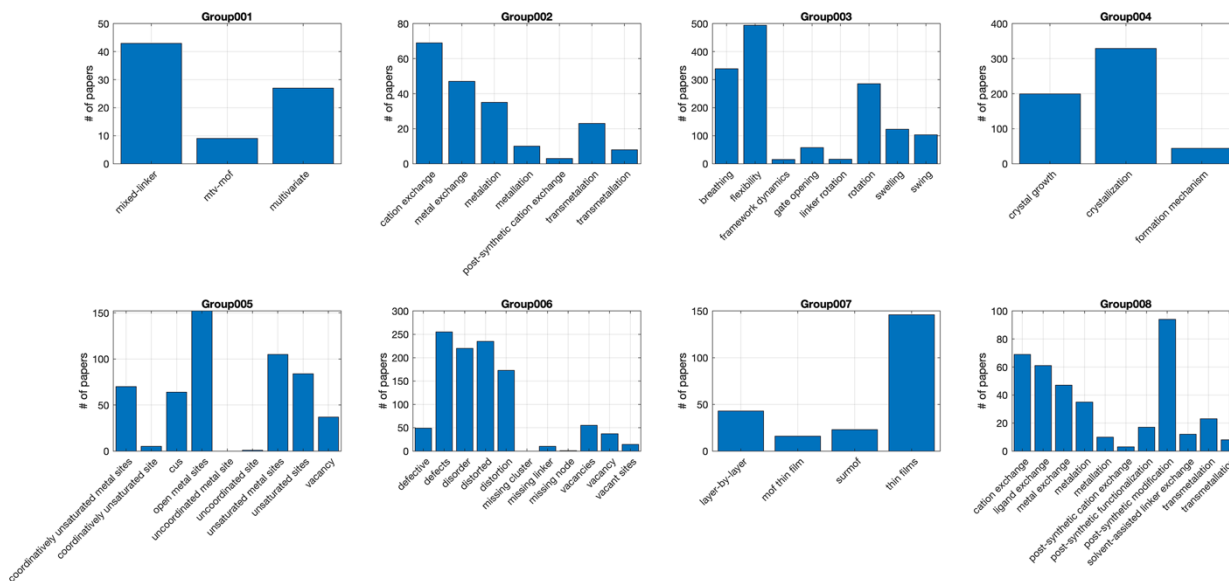 Group001
50
40
30
20
10
0
# of papers
mixed-linker
mtv-mof
multivariate
Group002
80
60
40
20
0
# of papers
cation exchange
metal exchange
metalation
metallation
post-synthetic cation exchange
transmetalation
transmetallation
Group003
500
400
300
200
100
0
# of papers
breathing
flexibility
framework dynamics
gate opening
linker rotation
rotation
swelling
swing
Group004
400
300
200
100
0
# of papers
crystal growth
crystallization
formation mechanism
Group005
150
100
50
0
# of papers
coordinatively unsaturated metal sites
coordinatively unsaturated site
cus
open metal sites
uncoordinated metal site
uncoordinated site
unsaturated metal sites
unsaturated sites
vacancy
Group006
300
250
200
150
100
50
0
# of papers
defective
defects
disorder
distorted
distortion
missing cluster
missing linker
missing node
vacancies
vacancy
vacant sites
Group007
150
100
50
0
# of papers
layer-by-layer
mof thin film
surmof
thin films
Group008
100
80
60
40
20
0
# of papers
cation exchange
ligand exchange
metal exchange
metalation
metallation
post-synthetic cation exchange
post-synthetic functionalization
post-synthetic modification
solvent-assisted linker exchange
transmetalation
transmetallation